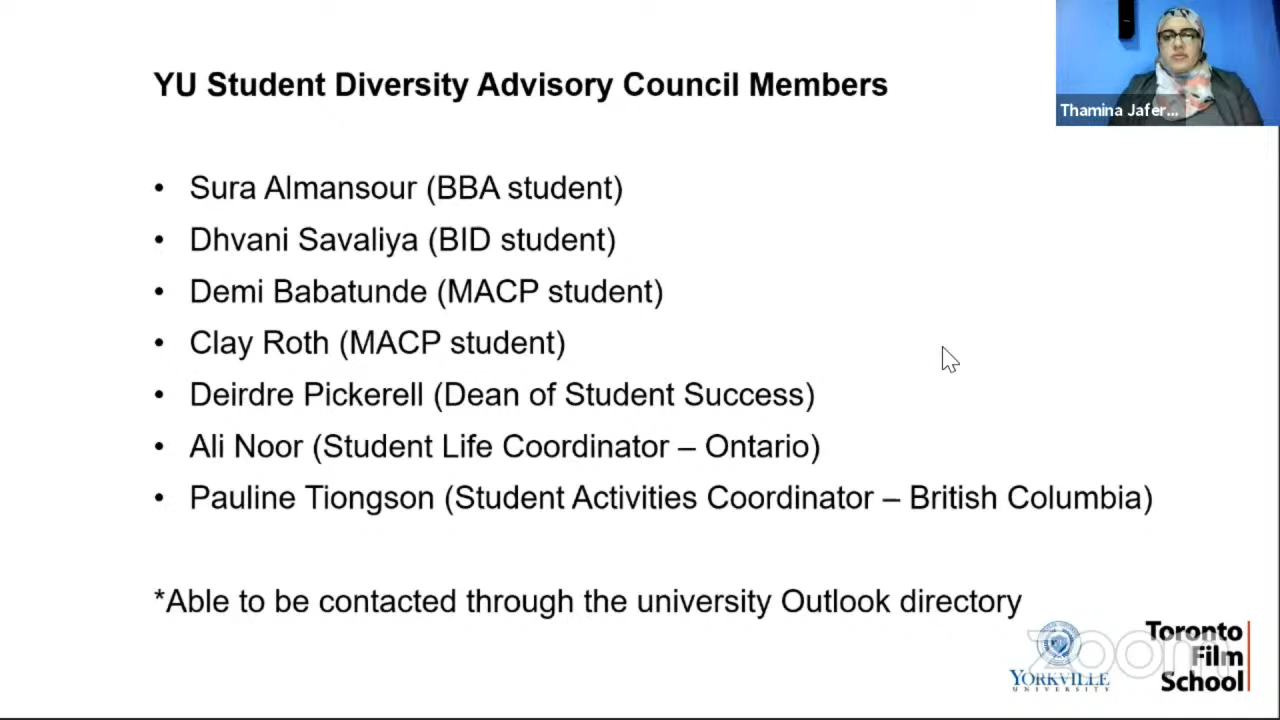 YU Student Diversity Advisory Council Members
Thamina Jafer...
• Sura Almansour (BBA student)
• Dhvani Savaliya (BID student)
• Demi Babatunde (MACP student)
• Clay Roth (MACP student)
• Deirdre Pickerell (Dean of Student Success)
• Ali Noor (Student Life Coordinator – Ontario)
• Pauline Tiongson (Student Activities Coordinator – British Columbia)
*Able to be contacted through the university Outlook directory
zoom
YORKVILLE
UNIVERSITY
Toronto
Film
School